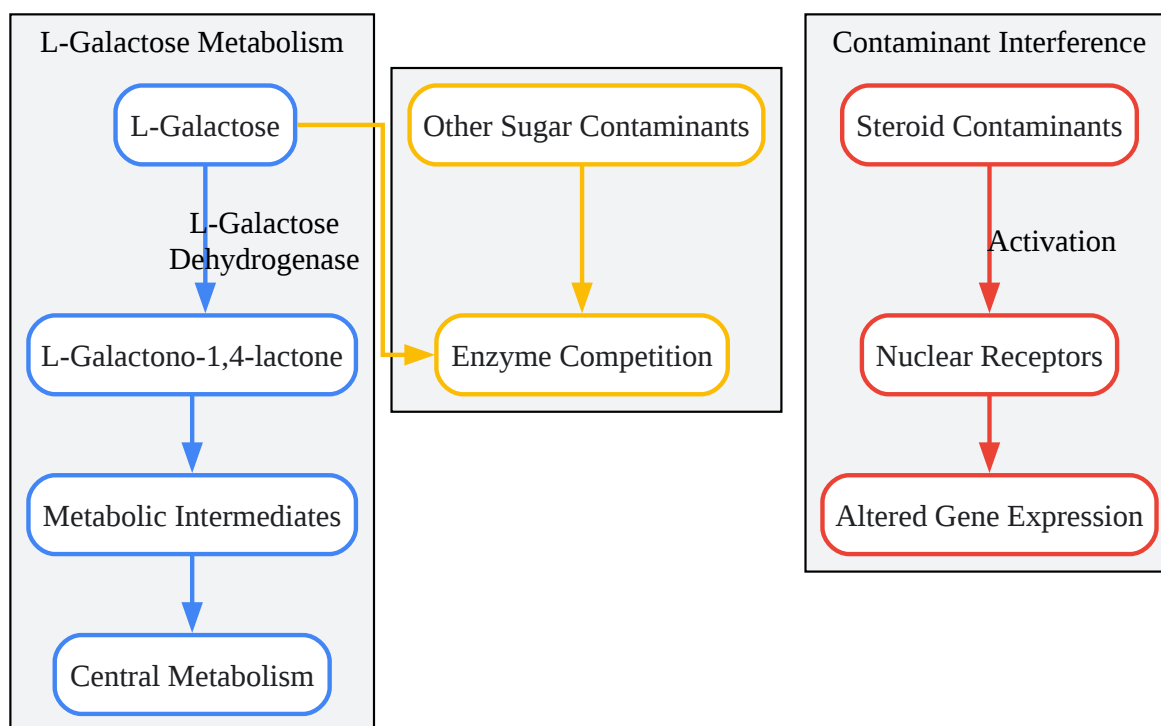 L-Galactose Metabolism
L-Galactose
L-Galactose
Dehydrogenase
L-Galactono-1,4-lactone
Metabolic Intermediates
Central Metabolism
Other Sugar Contaminants
Enzyme Competition
Contaminant Interference
Steroid Contaminants
Activation
Nuclear Receptors
Altered Gene Expression